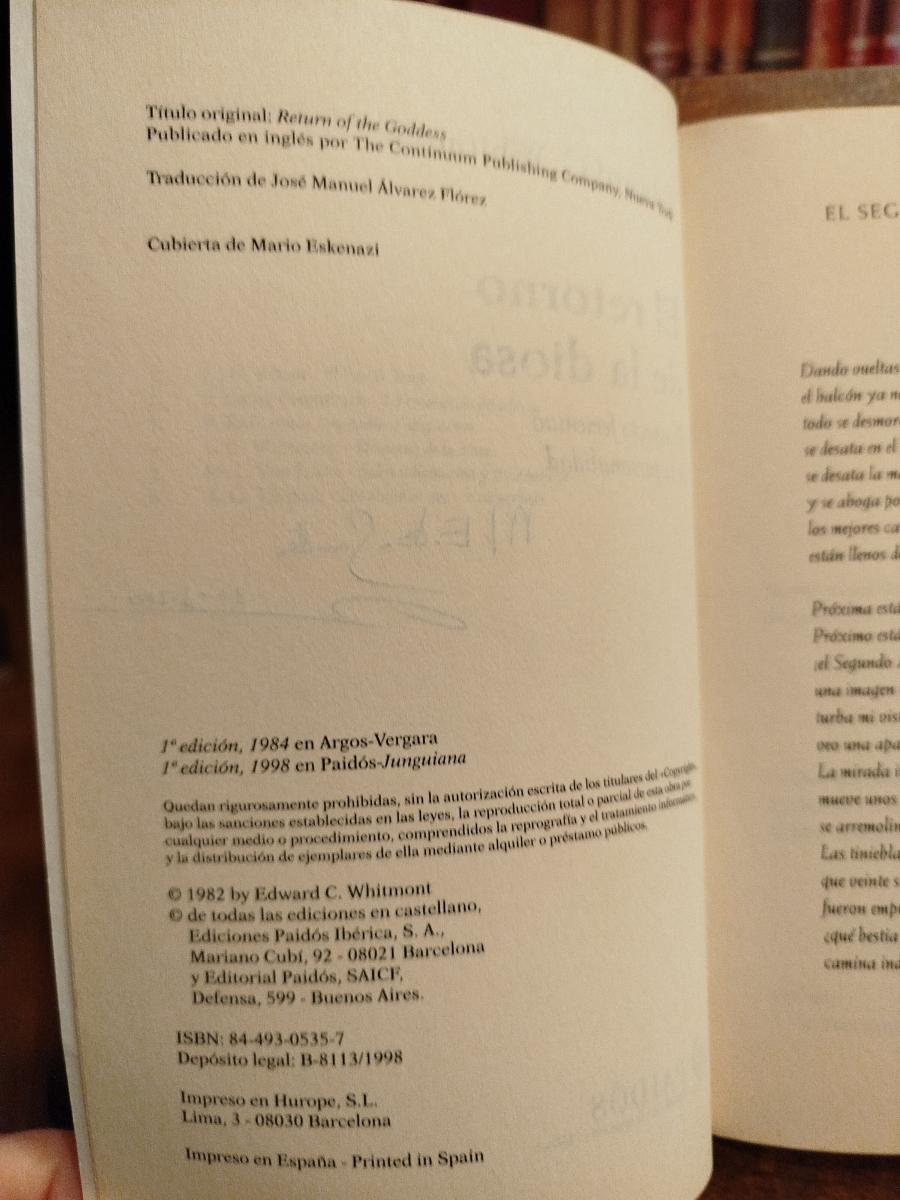 Título original: Return of the Goddess
Publicado en inglés por The Continuum Publishing Company, Nueva York
Traducción de José Manuel Álvarez Flórez
Cubierta de Mario Eskenazi
1ª edición, 1984 en Argos-Vergara
1ª edición, 1998 en Paidós-Junguiana
Quedan rigurosamente prohibidas, sin la autorización escrita de los titulares del «Copyright»,
bajo las sanciones establecidas en las leyes, la reproducción total o parcial de esta obra por
cualquier medio o procedimiento, comprendidos la reprografía y el tratamiento informático,
y la distribución de ejemplares de ella mediante alquiler o préstamo públicos.
© 1982 by Edward C. Whitmont
© de todas las ediciones en castellano,
Ediciones Paidós Ibérica, S. A.,
Mariano Cubí, 92 - 08021 Barcelona
y Editorial Paidós, SAICF,
Defensa, 599 - Buenos Aires.
ISBN: 84-493-0535-7
Depósito legal: B-8113/1998
Impreso en Hurope, S.L.
Lima, 3 - 08030 Barcelona
Impreso en España - Printed in Spain
EL SEG
Dando vueltas
el halcón ya n
todo se desmor
se desata en el
se desata la m
y se ahoga po
los mejores ca
están llenos d
Próxima está
Próximo está
¡el Segundo
una imagen
turba mi vis
veo una apa
La mirada
mueve unos
se arremolin
Las tiniebla
que veinte s
fueron emp
¿qué bestia
camina ina